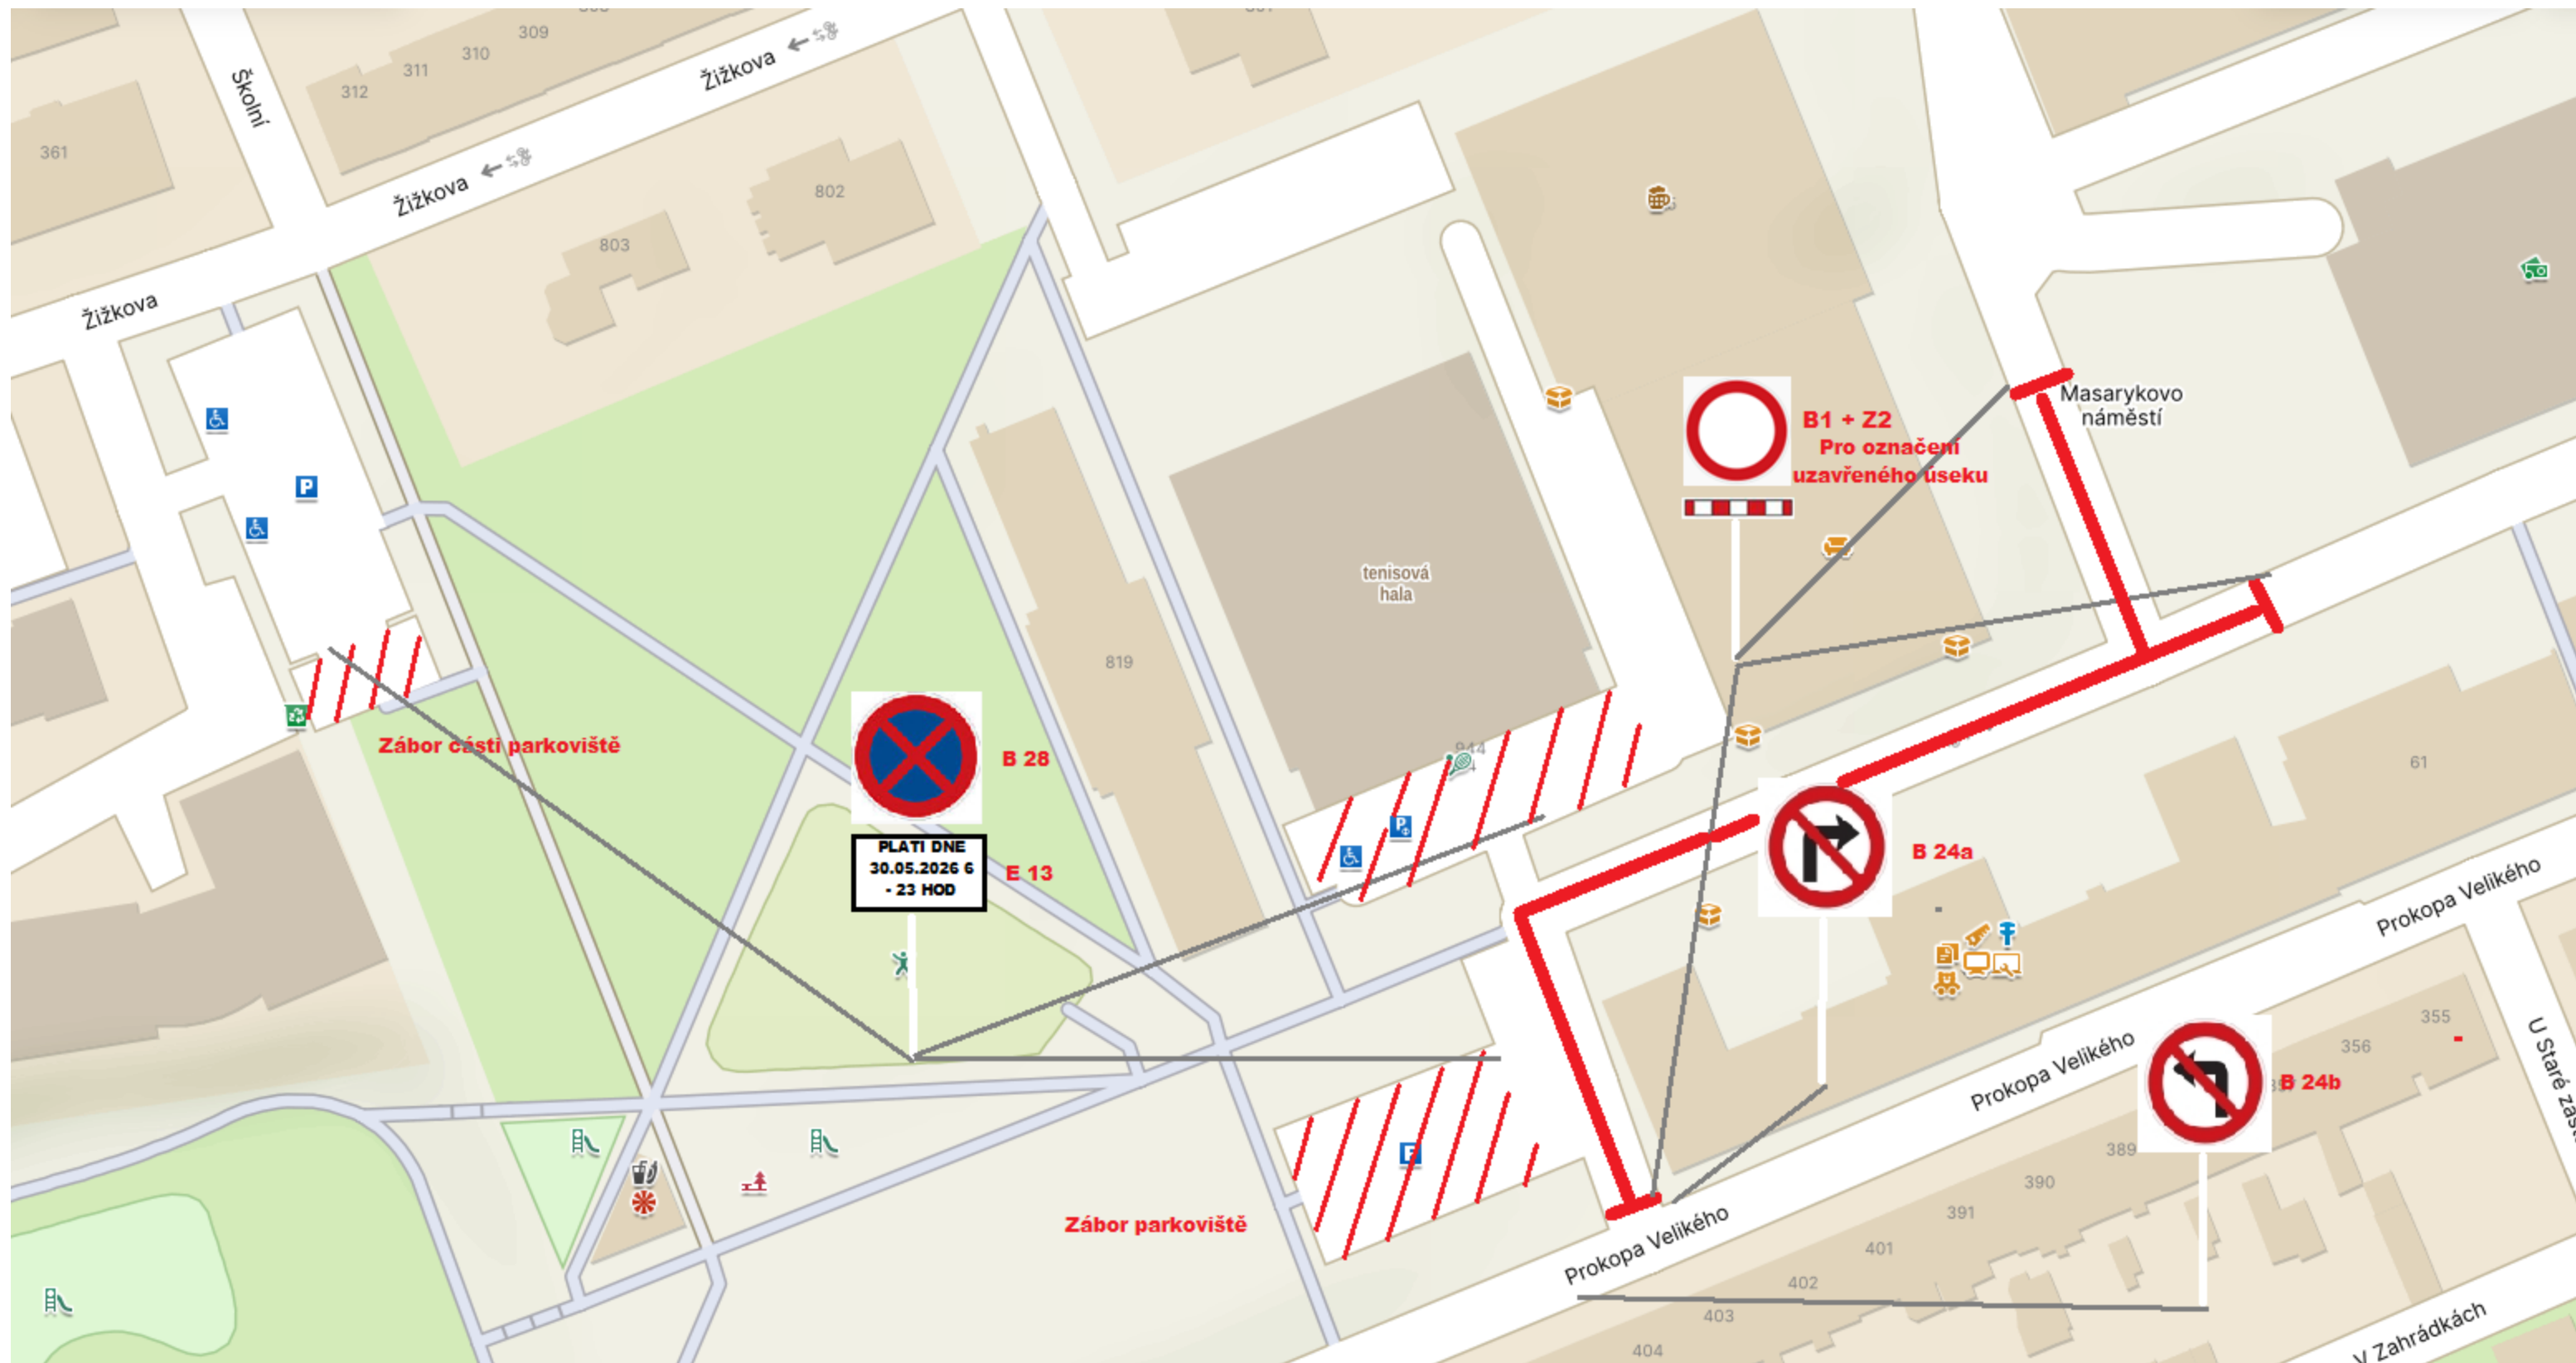 309
310
311
312
Školní
Žižkova
Žižkova
Žižkova
361
802
803
P
Masarykovo
náměstí
B1 + Z2
Pro označení
uzavřeného úseku
tenisová
hala
819
Zábor části parkoviště
B 28
PLATI DNE
30.05.2026 6
- 23 HOD
E 13
P
B 24a
61
Prokopa Velikého
Prokopa Velikého
Prokopa Velikého
355
356
B 24b
389
390
391
401
402
403
404
Zábor parkoviště
P
V Zahrádkách